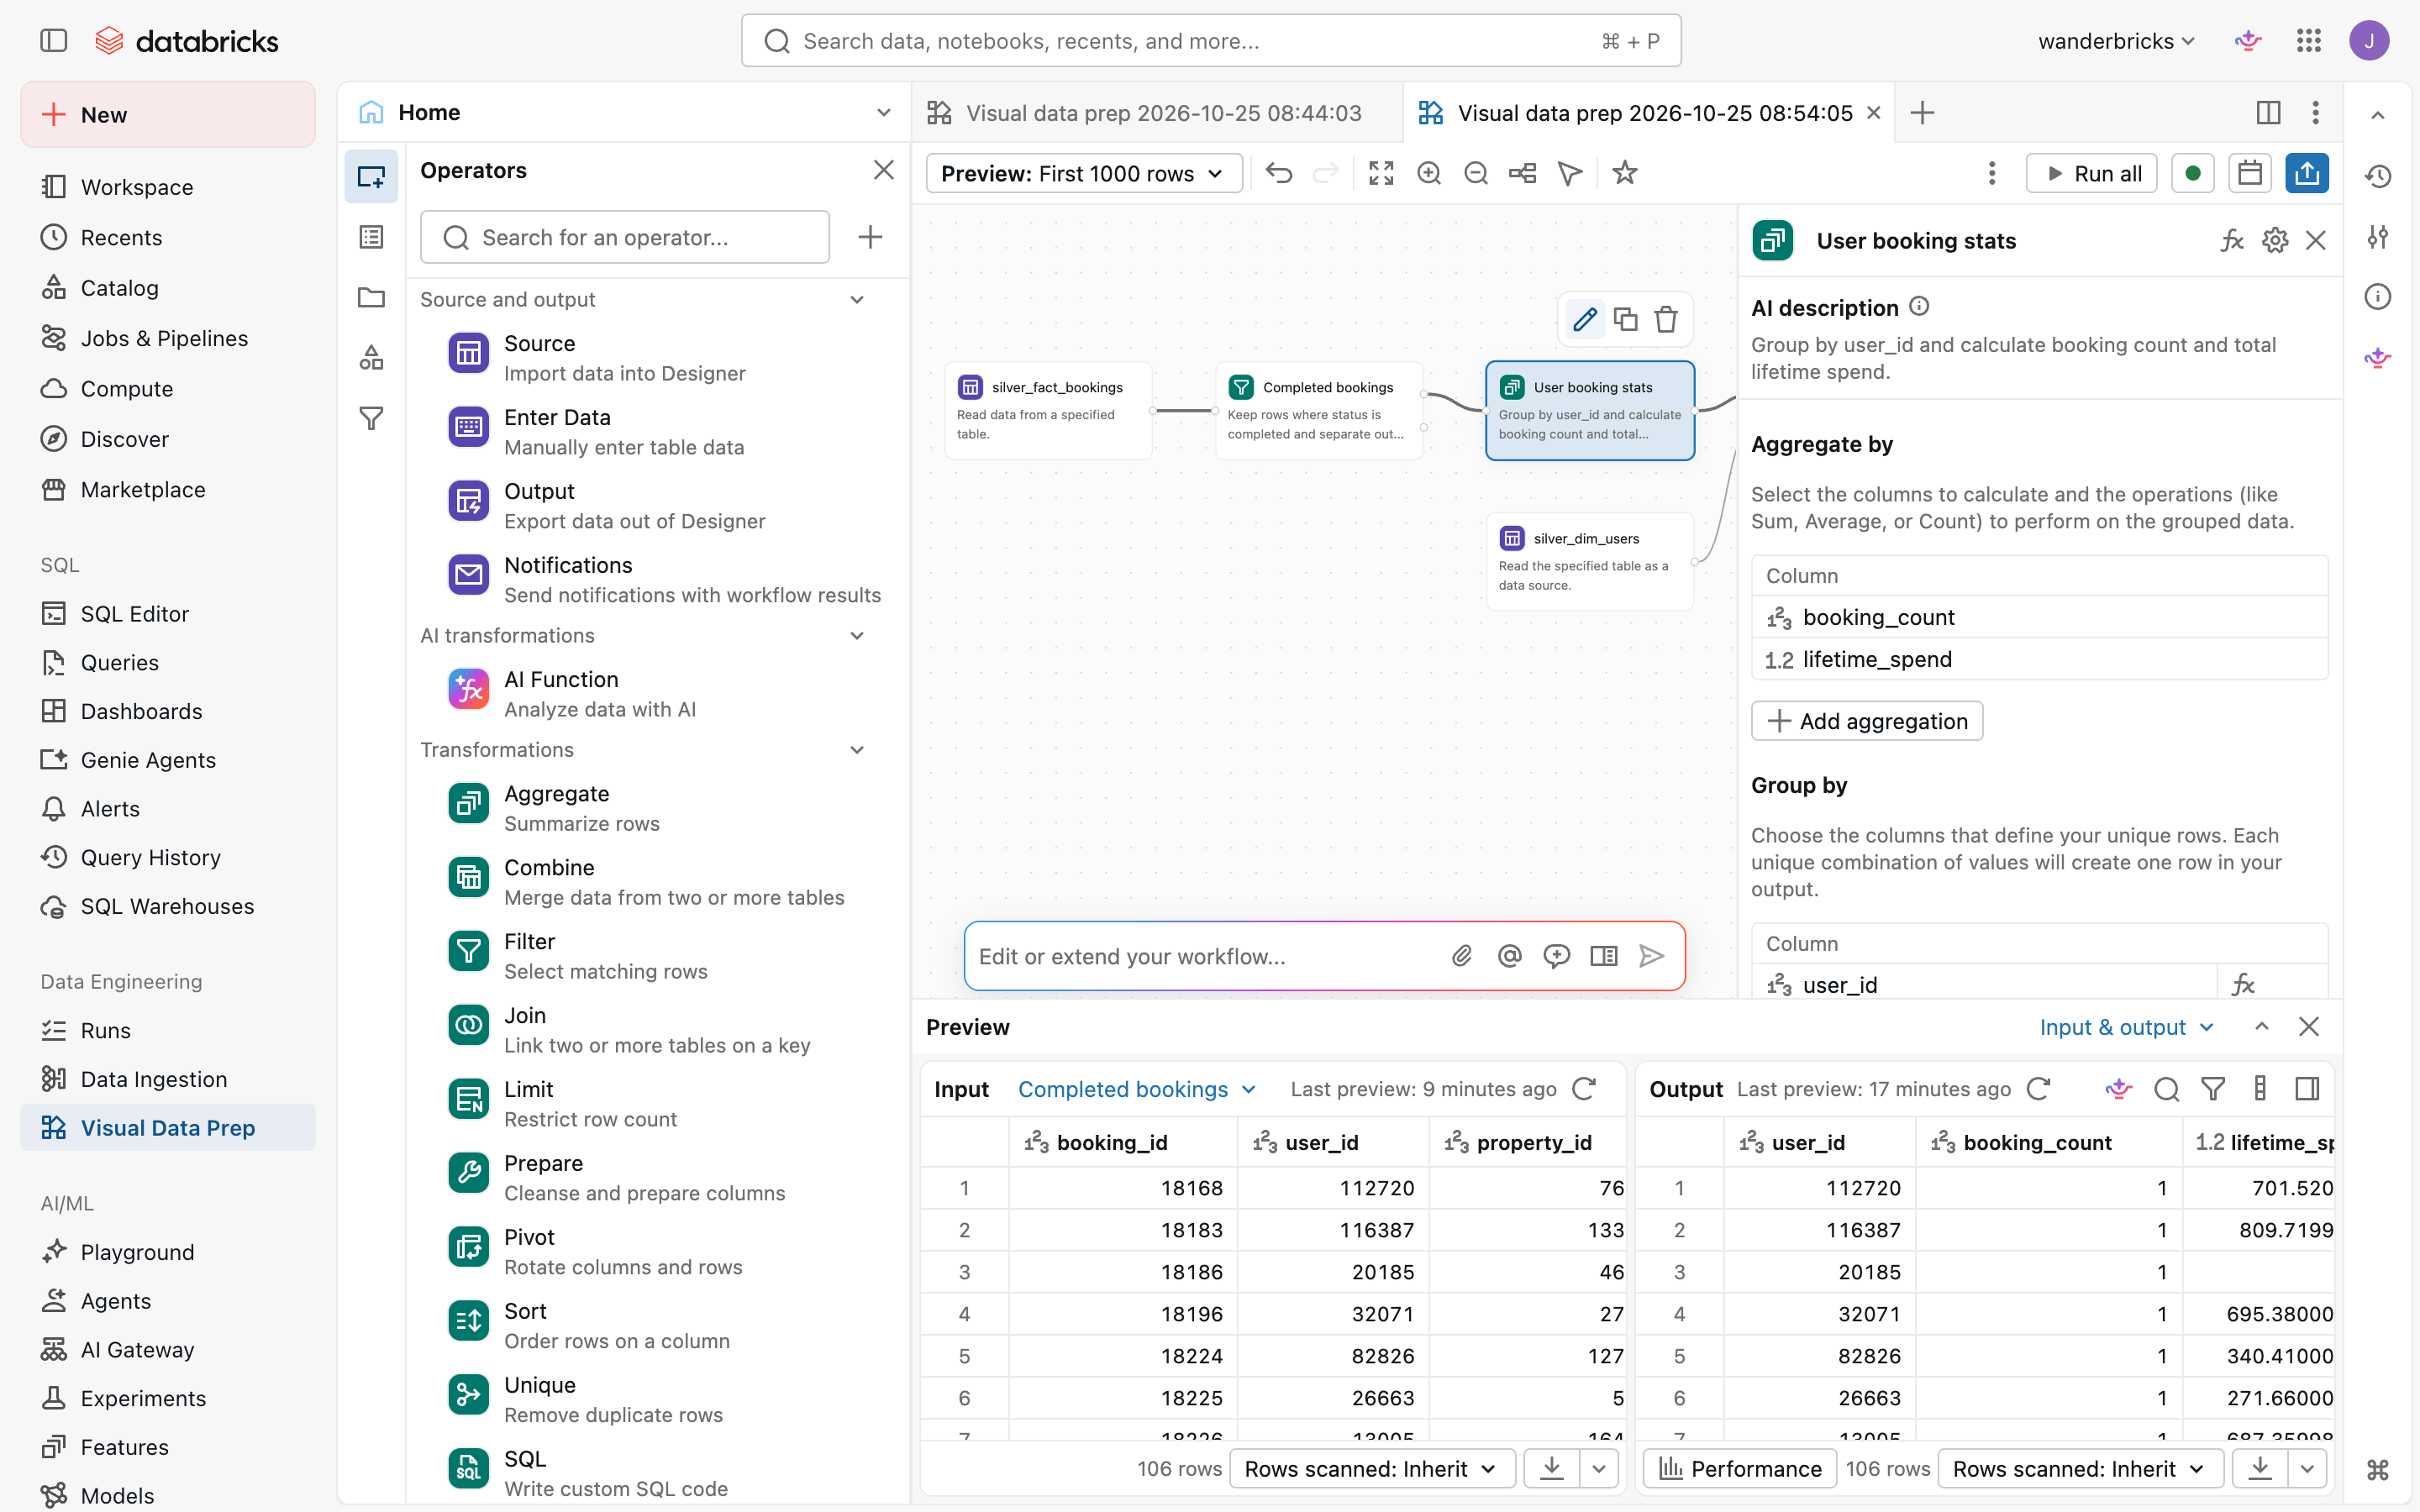 databricks
Search data, notebooks, recents, and more...
⌘ + P
wanderbricks
J
New
Workspace
Recents
Catalog
Jobs & Pipelines
Compute
Discover
Marketplace
SQL
SQL Editor
Queries
Dashboards
Genie Agents
Alerts
Query History
SQL Warehouses
Data Engineering
Runs
Data Ingestion
Visual Data Prep
AI/ML
Playground
Agents
AI Gateway
Experiments
Features
Models
Home
Operators
Search for an operator...
Source and output
Source
Import data into Designer
Enter Data
Manually enter table data
Output
Export data out of Designer
Notifications
Send notifications with workflow results
AI transformations
AI Function
Analyze data with AI
Transformations
Aggregate
Summarize rows
Combine
Merge data from two or more tables
Filter
Select matching rows
Join
Link two or more tables on a key
Limit
Restrict row count
Prepare
Cleanse and prepare columns
Pivot
Rotate columns and rows
Sort
Order rows on a column
Unique
Remove duplicate rows
SQL
Write custom SQL code
Visual data prep 2026-10-25 08:44:03
Visual data prep 2026-10-25 08:54:05
Preview: First 1000 rows
Run all
silver_fact_bookings
Read data from a specified
table.
Completed bookings
Keep rows where status is
completed and separate out...
User booking stats
Group by user_id and calculate
booking count and total...
silver_dim_users
Read the specified table as a
data source.
Edit or extend your workflow...
User booking stats
AI description
Group by user_id and calculate booking count and total
lifetime spend.
Aggregate by
Select the columns to calculate and the operations (like
Sum, Average, or Count) to perform on the grouped data.
Column
booking_count
1.2 lifetime_spend
Add aggregation
Group by
Choose the columns that define your unique rows. Each
unique combination of values will create one row in your
output.
Column
user_id
Preview
Input & output
Input
Completed bookings
Last preview: 9 minutes ago
booking_id user_id property_id
1 18168 112720 76
2 18183 116387 133
3 18186 20185 46
4 18196 32071 27
5 18224 82826 127
6 18225 26663 5
7 18226 13005 164
106 rows
Rows scanned: Inherit
Output
Last preview: 17 minutes ago
user_id booking_count 1.2 lifetime_sp
1 112720 1 701.520
2 116387 1 809.7199
3 20185 1
4 32071 1 695.38000
5 82826 1 340.41000
6 26663 1 271.66000
7 13005 1 687.35998
Performance
106 rows
Rows scanned: Inherit